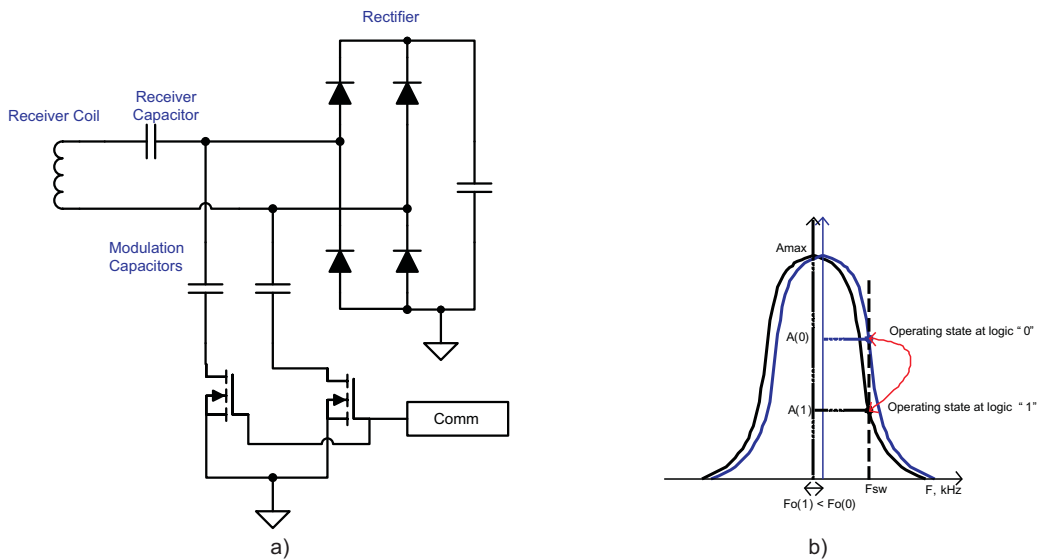 Rectifier
Receiver
Capacitor
Receiver Coil
Modulation
Capacitors
Comm
a)
Amax
A(0)
Operating state at logic “ 0”
A(1)
Operating state at logic “ 1”
Fsw
F, kHz
Fo(1) < Fo(0)
b)